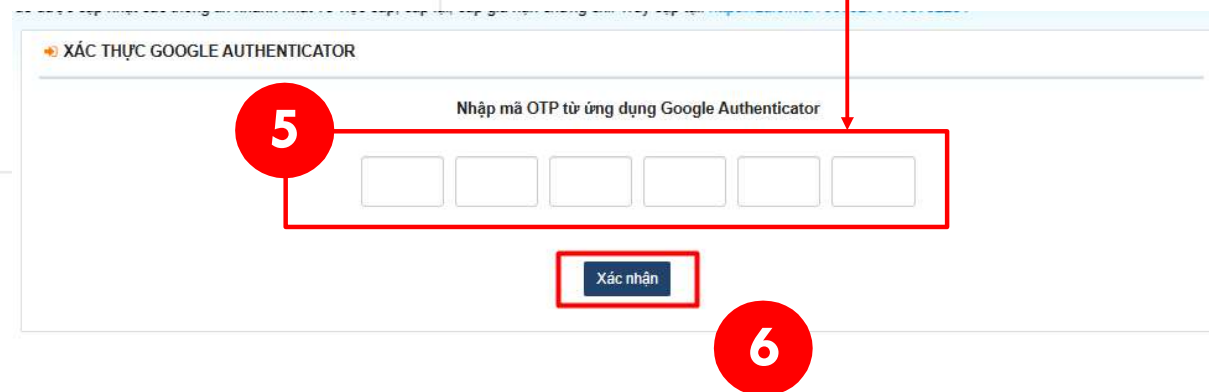 XÁC THỰC GOOGLE AUTHENTICATOR
Nhập mã OTP từ ứng dụng Google Authenticator
5
Xác nhận
6